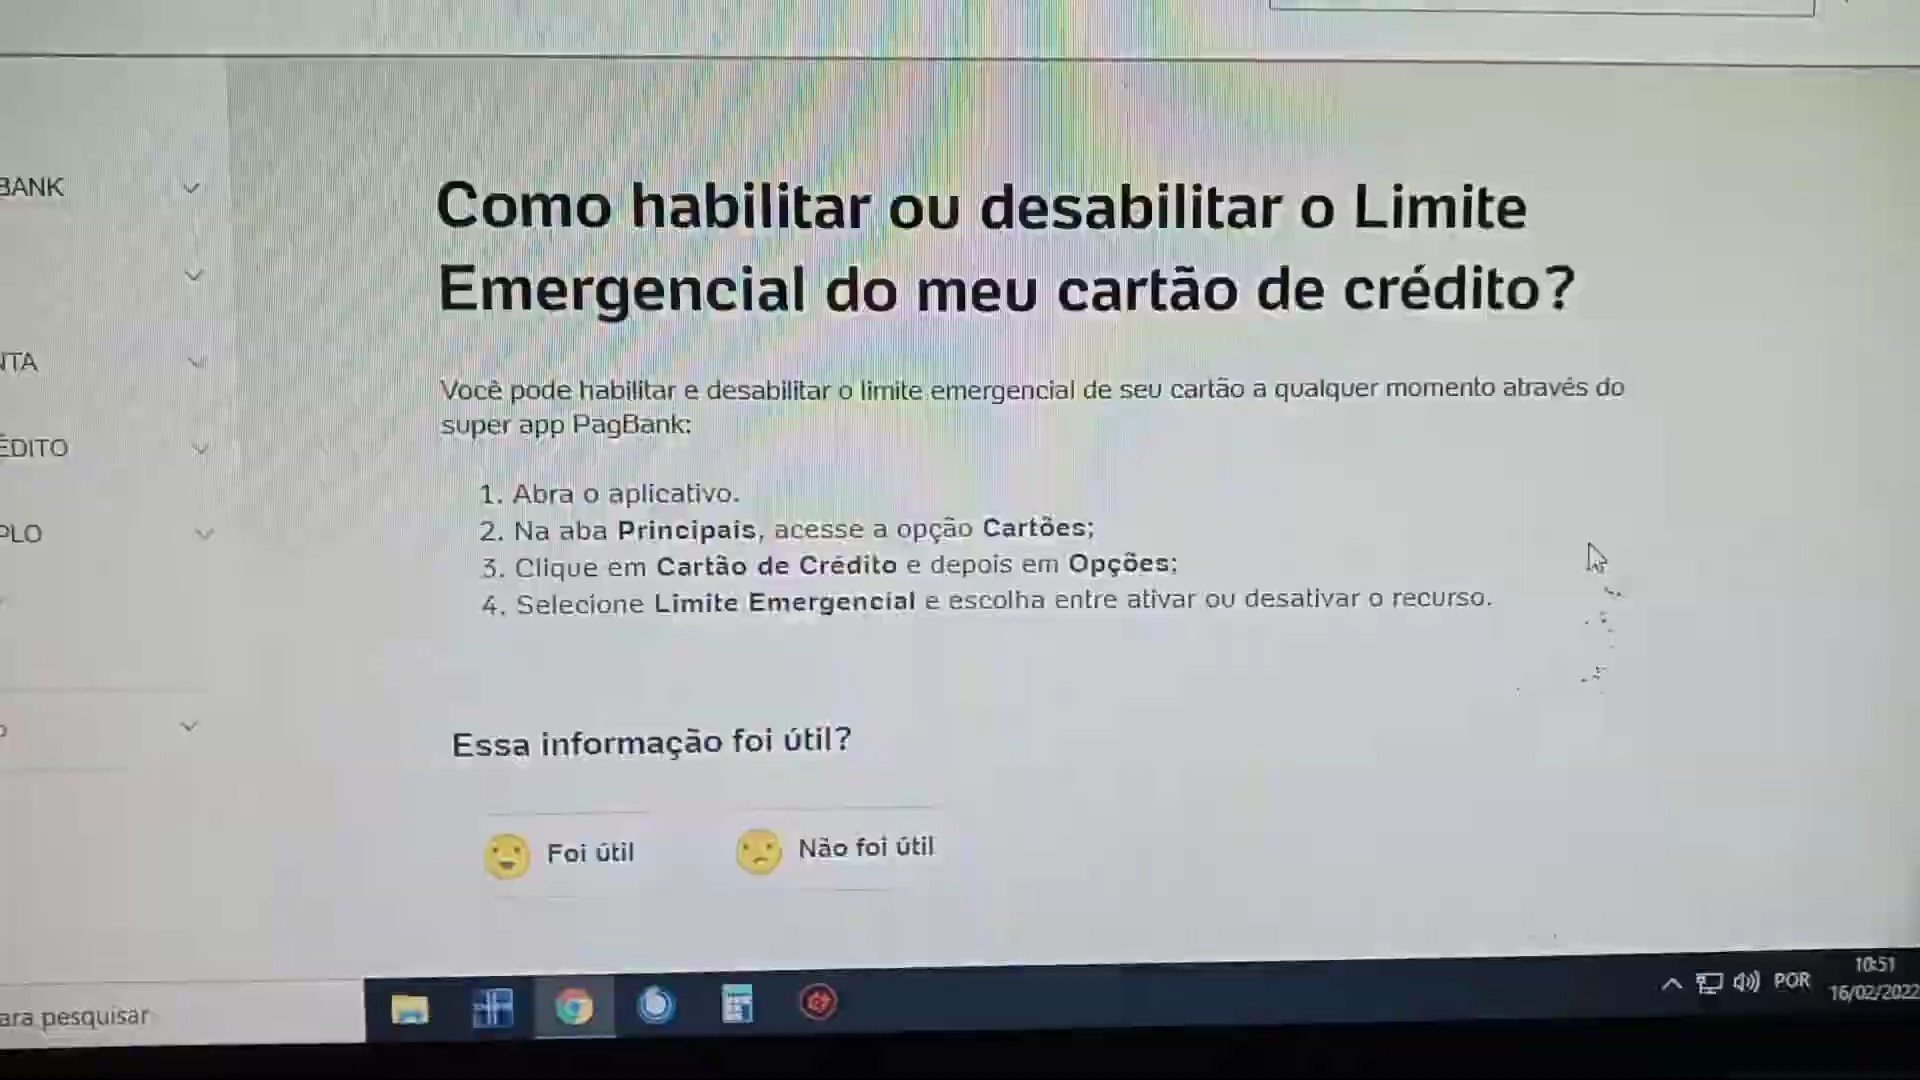 BANK
Como habilitar ou desabilitar o Limite
Emergencial do meu cartão de crédito?
NTA
Você pode habilitar e desabilitar o limite emergencial de seu cartão a qualquer momento através do
super app PagBank:
ÉDITO
1. Abra o aplicativo.
2. Na aba Principais, acesse a opção Cartões;
PLO
3. Clique em Cartão de Crédito e depois em Opções;
4. Selecione Limite Emergencial e escolha entre ativar ou desativar o recurso.
Essa informação foi útil?
Foi útil
Não foi útil
ara pesquisar
POR
10:51
16/02/2022